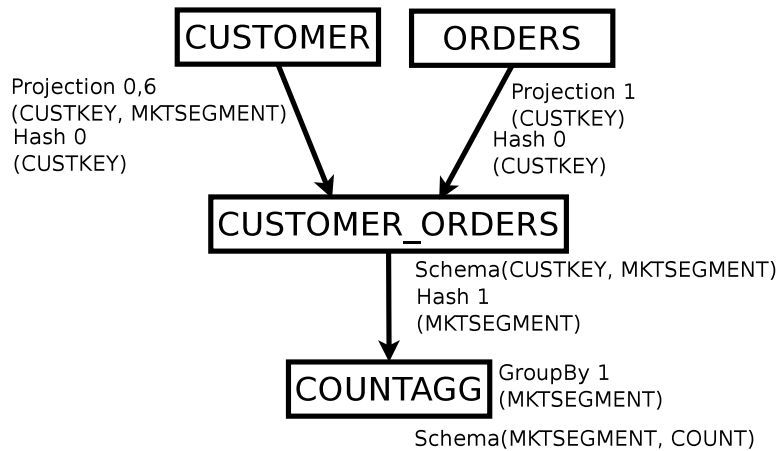 CUSTOMER
ORDERS
Projection 0,6
(CUSTKEY, MKTSEGMENT)
Hash 0
(CUSTKEY)
Projection 1
(CUSTKEY)
Hash 0
(CUSTKEY)
CUSTOMER_ORDERS
Schema(CUSTKEY, MKTSEGMENT)
Hash 1
(MKTSEGMENT)
COUNTAGG
GroupBy 1
(MKTSEGMENT)
Schema(MKTSEGMENT, COUNT)